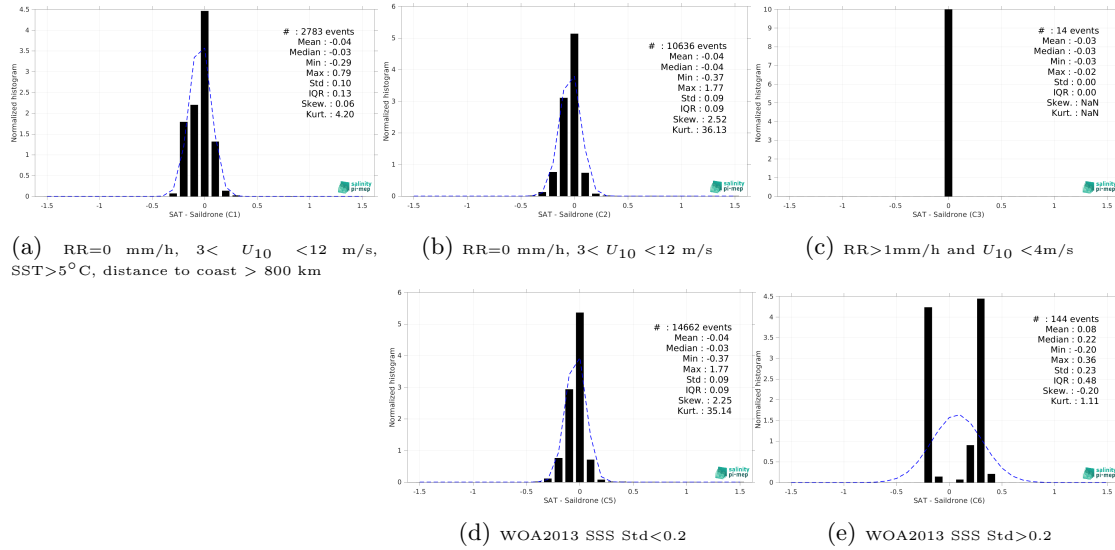 4.5
4
3.5
3
2.5
2
1.5
1
0.5
0
-1.5 -1 -0.5 0 0.5 1 1.5
Normalized histogram
SAT - Saildrone (C1)
# : 2783 events
Mean : -0.04
Median : -0.03
Min : -0.29
Max : 0.79
Std : 0.10
IQR : 0.13
Skew. : 0.06
Kurt. : 4.20
salinity
pi-mep
(a) RR=0 mm/h, 3< U10 <12 m/s,
SST>5°C, distance to coast > 800 km
6
5
4
3
2
1
0
-1.5 -1 -0.5 0 0.5 1 1.5
Normalized histogram
SAT - Saildrone (C2)
# : 10636 events
Mean : -0.04
Median : -0.04
Min : -0.37
Max : 1.77
Std : 0.09
IQR : 0.09
Skew. : 2.52
Kurt. : 36.13
salinity
pi-mep
(b) RR=0 mm/h, 3< U10 <12 m/s
10
9
8
7
6
5
4
3
2
1
0
-1.5 -1 -0.5 0 0.5 1 1.5
Normalized histogram
SAT - Saildrone (C3)
# : 14 events
Mean : -0.03
Median : -0.03
Min : -0.03
Max : -0.02
Std : 0.00
IQR : 0.00
Skew. : NaN
Kurt. : NaN
salinity
pi-mep
(c) RR>1mm/h and U10 <4m/s
6
5
4
3
2
1
0
-1.5 -1 -0.5 0 0.5 1 1.5
Normalized histogram
SAT - Saildrone (C5)
# : 14662 events
Mean : -0.04
Median : -0.03
Min : -0.37
Max : 1.77
Std : 0.09
IQR : 0.09
Skew. : 2.25
Kurt. : 35.14
salinity
pi-mep
(d) WOA2013 SSS Std<0.2
4.5
4
3.5
3
2.5
2
1.5
1
0.5
0
-1.5 -1 -0.5 0 0.5 1 1.5
Normalized histogram
SAT - Saildrone (C6)
# : 144 events
Mean : 0.08
Median : 0.22
Min : -0.20
Max : 0.36
Std : 0.23
IQR : 0.48
Skew. : -0.20
Kurt. : 1.11
salinity
pi-mep
(e) WOA2013 SSS Std>0.2